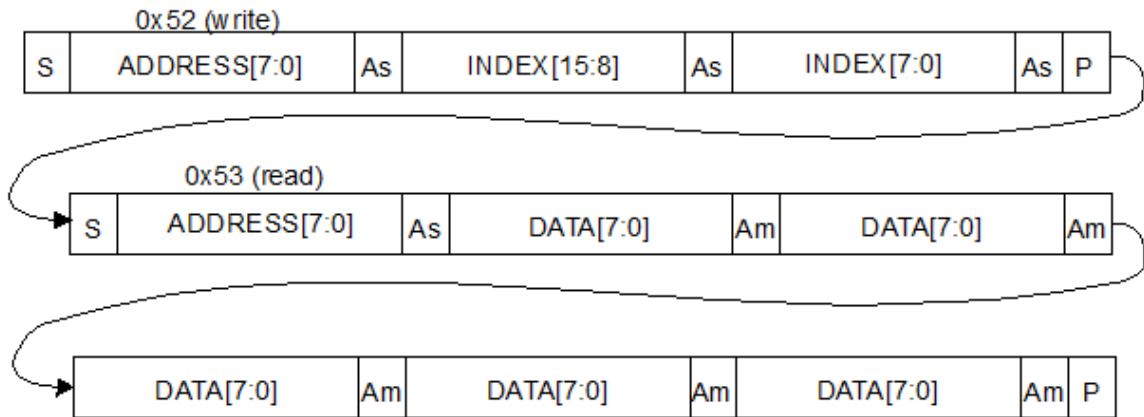 0x52 (write)
S ADDRESS[7:0] As INDEX[15:8] As INDEX[7:0] As P
0x53 (read)
S ADDRESS[7:0] As DATA[7:0] Am DATA[7:0] Am
DATA[7:0] Am DATA[7:0] Am DATA[7:0] Am P